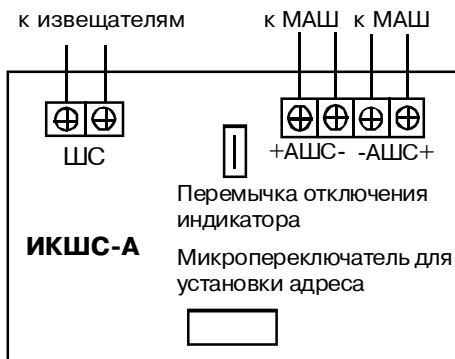 к извещателям
к МАШ к МАШ
ШС
+АШС- -АШС+
Перемычка отключения
индикатора
ИКШС-А
Микропереключатель для
установки адреса